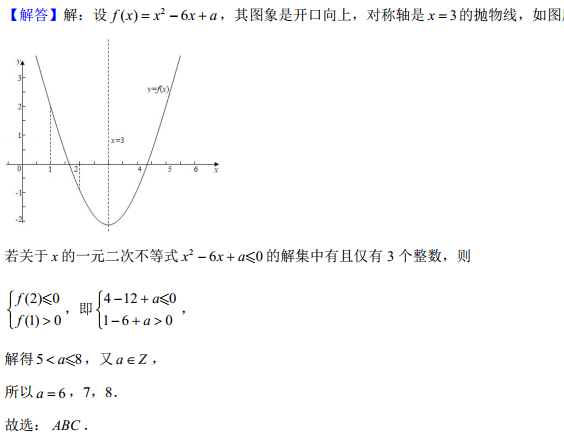 【解答】解：设 f(x)=x²－6x+a，其图象是开口向上，对称轴是 x=3的抛物线，如图
y
3
2
1
0
-1
-2
1
2
4
5
6
x
x=3
y=f(x)
若关于 x 的一元二次不等式 x²－6x+a⩽0 的解集中有且仅有 3 个整数，则
{f(2)⩽0 f(1)>0，即{4－12+a⩽0 1－6+a>0，
解得 5<a⩽8，又 a∈Z，
所以 a=6，7，8．
故选：ABC．